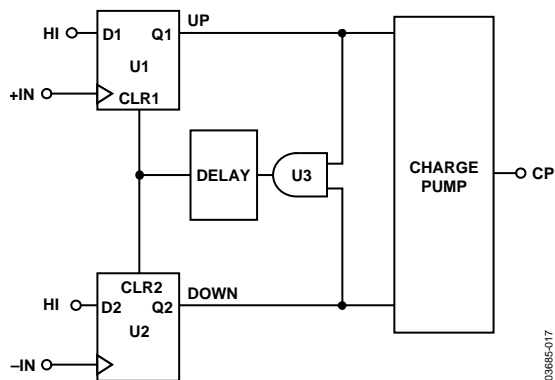 HI
D1 Q1
UP
U1
+IN
CLR1
DELAY
U3
CHARGE
PUMP
CP
CLR2
HI
D2 Q2
DOWN
U2
–IN
03685-017